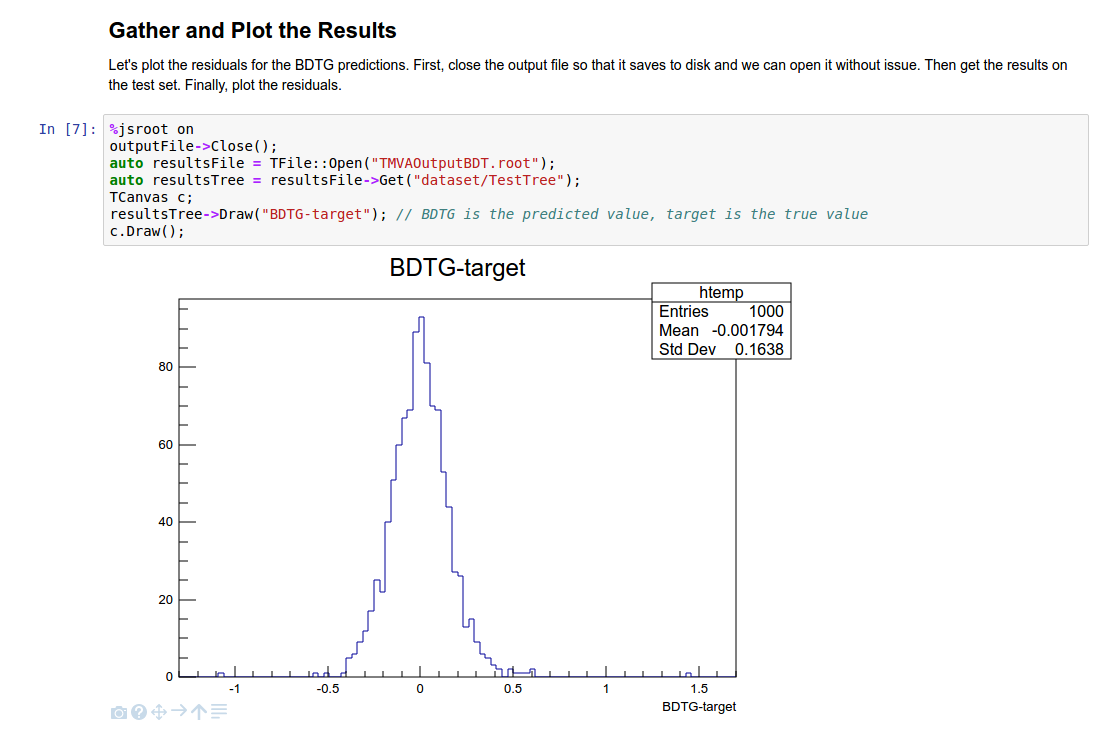 Gather and Plot the Results
Let's plot the residuals for the BDTG predictions. First, close the output file so that it saves to disk and we can open it without issue. Then get the results on
the test set. Finally, plot the residuals.
In [7]:
%jsroot on
outputFile->Close();
auto resultsFile = TFile::Open("TMVAOutputBDT.root");
auto resultsTree = resultsFile->Get("dataset/TestTree");
TCanvas c;
resultsTree->Draw("BDTG-target"); // BDTG is the predicted value, target is the true value
c.Draw();
BDTG-target
htemp
Entries 1000
Mean -0.001794
Std Dev 0.1638
80
60
40
20
0
-1 -0.5 0 0.5 1 1.5
BDTG-target